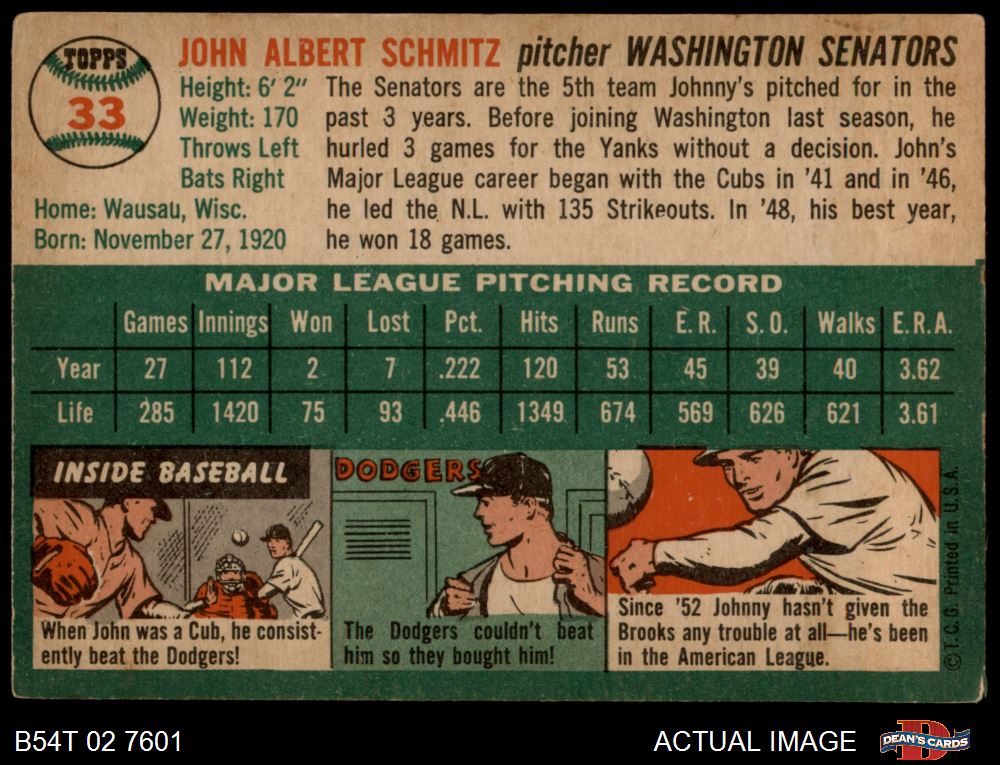 TOPPS
33
JOHN ALBERT SCHMITZ pitcher WASHINGTON SENATORS
Height: 6' 2"
Weight: 170
Throws Left
Bats Right
Home: Wausau, Wisc.
Born: November 27, 1920
The Senators are the 5th team Johnny's pitched for in the
past 3 years. Before joining Washington last season, he
hurled 3 games for the Yanks without a decision. John's
Major League career began with the Cubs in '41 and in '46,
he led the N.L. with 135 Strikeouts. In '48, his best year,
he won 18 games.
MAJOR LEAGUE PITCHING RECORD
Games Innings Won Lost Pct. Hits Runs E.R. S.O. Walks E.R.A.
Year 27 112 2 7 .222 120 53 45 39 40 3.62
Life 285 1420 75 93 .446 1349 674 569 626 621 3.61
INSIDE BASEBALL
When John was a Cub, he consist-
ently beat the Dodgers!
DODGERS
The Dodgers couldn't beat
him so they bought him!
Since '52 Johnny hasn't given the
Brooks any trouble at all—he's been
in the American League.
© T.C.G. Printed in U.S.A.
B54T 02 7601
ACTUAL IMAGE
DEAN'S CARDS